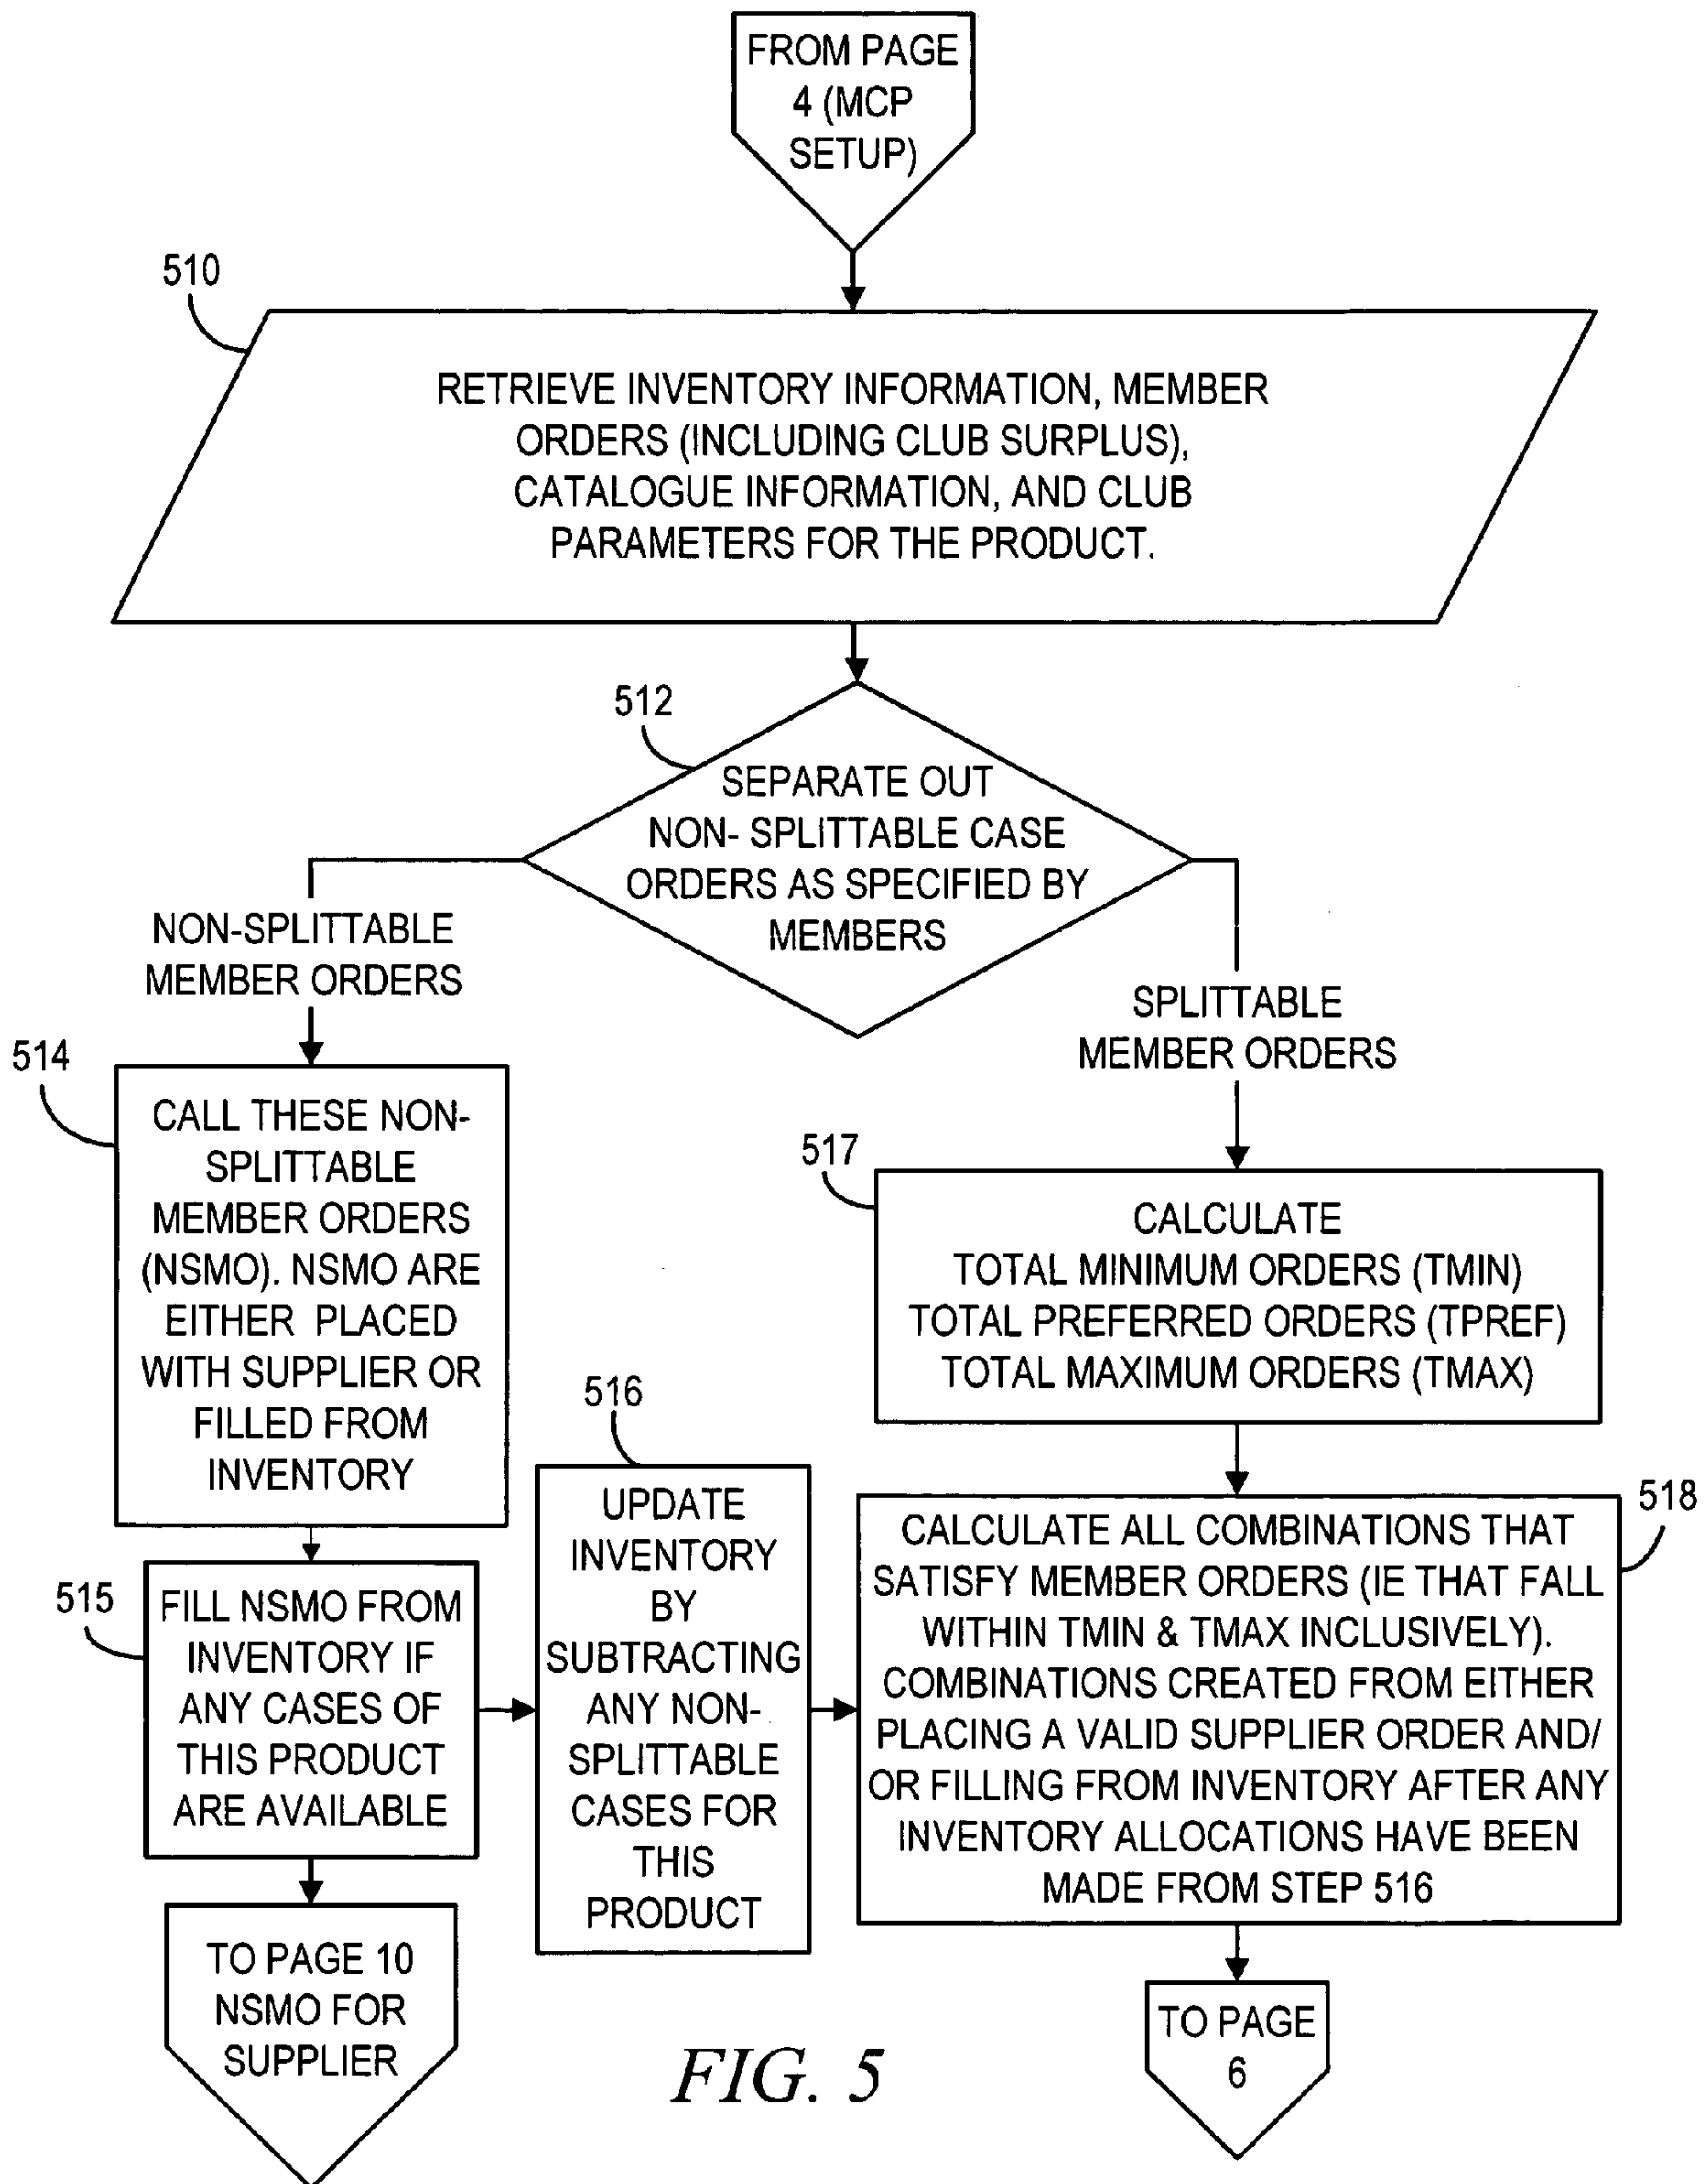 FROM PAGE
4 (MCP
SETUP)
510
RETRIEVE INVENTORY INFORMATION, MEMBER
ORDERS (INCLUDING CLUB SURPLUS),
CATALOGUE INFORMATION, AND CLUB
PARAMETERS FOR THE PRODUCT.
512
SEPARATE OUT
NON- SPLITTABLE CASE
ORDERS AS SPECIFIED BY
MEMBERS
NON-SPLITTABLE
MEMBER ORDERS
514
CALL THESE NON-
SPLITTABLE
MEMBER ORDERS
(NSMO). NSMO ARE
EITHER PLACED
WITH SUPPLIER OR
FILLED FROM
INVENTORY
515
FILL NSMO FROM
INVENTORY IF
ANY CASES OF
THIS PRODUCT
ARE AVAILABLE
TO PAGE 10
NSMO FOR
SUPPLIER
516
UPDATE
INVENTORY
BY
SUBTRACTING
ANY NON-
SPLITTABLE
CASES FOR
THIS
PRODUCT
SPLITTABLE
MEMBER ORDERS
517
CALCULATE
TOTAL MINIMUM ORDERS (TMIN)
TOTAL PREFERRED ORDERS (TPREF)
TOTAL MAXIMUM ORDERS (TMAX)
518
CALCULATE ALL COMBINATIONS THAT
SATISFY MEMBER ORDERS (IE THAT FALL
WITHIN TMIN & TMAX INCLUSIVELY).
COMBINATIONS CREATED FROM EITHER
PLACING A VALID SUPPLIER ORDER AND/
OR FILLING FROM INVENTORY AFTER ANY
INVENTORY ALLOCATIONS HAVE BEEN
MADE FROM STEP 516
TO PAGE
6
FIG. 5